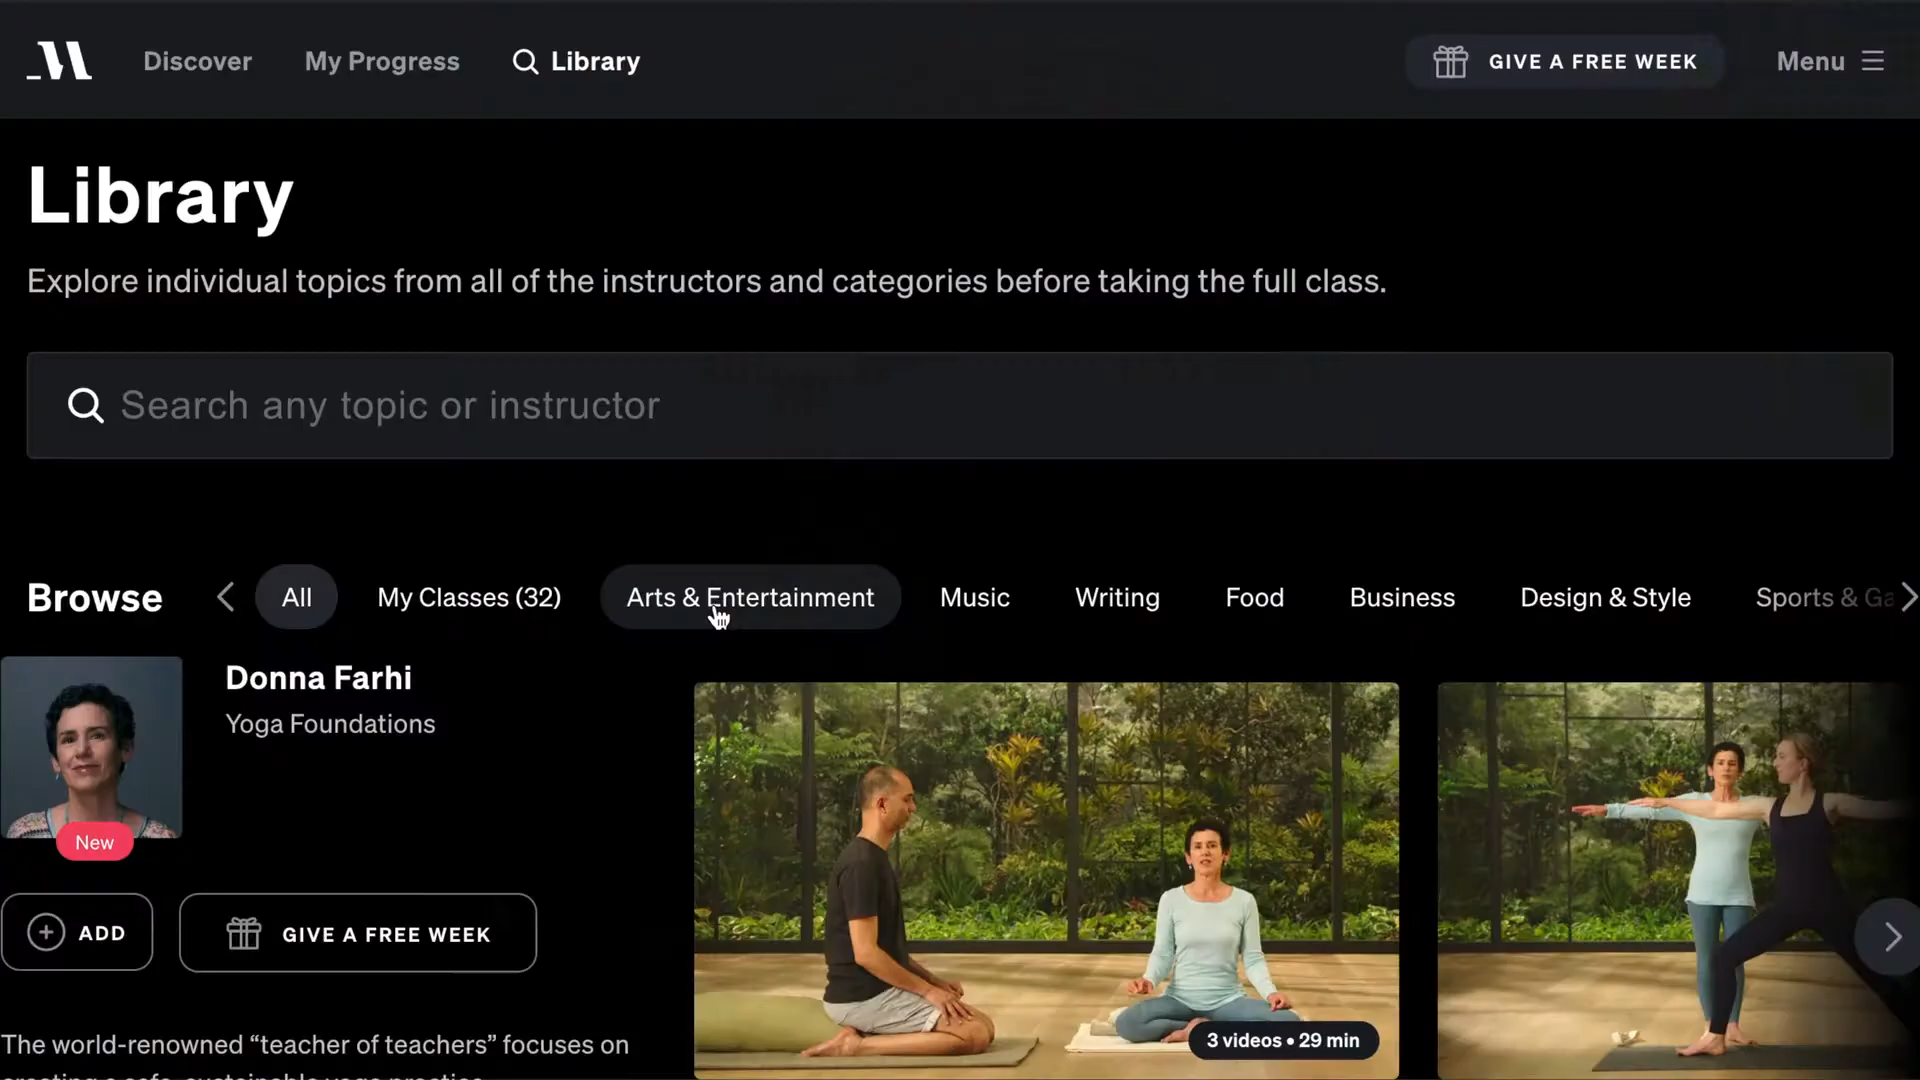 Discover
My Progress
Library
GIVE A FREE WEEK
Menu
Library
Explore individual topics from all of the instructors and categories before taking the full class.
Search any topic or instructor
Browse
All
My Classes (32)
Arts & Entertainment
Music
Writing
Food
Business
Design & Style
Sports & Ga
Donna Farhi
Yoga Foundations
New
ADD
GIVE A FREE WEEK
3 videos • 29 min
The world-renowned “teacher of teachers” focuses on